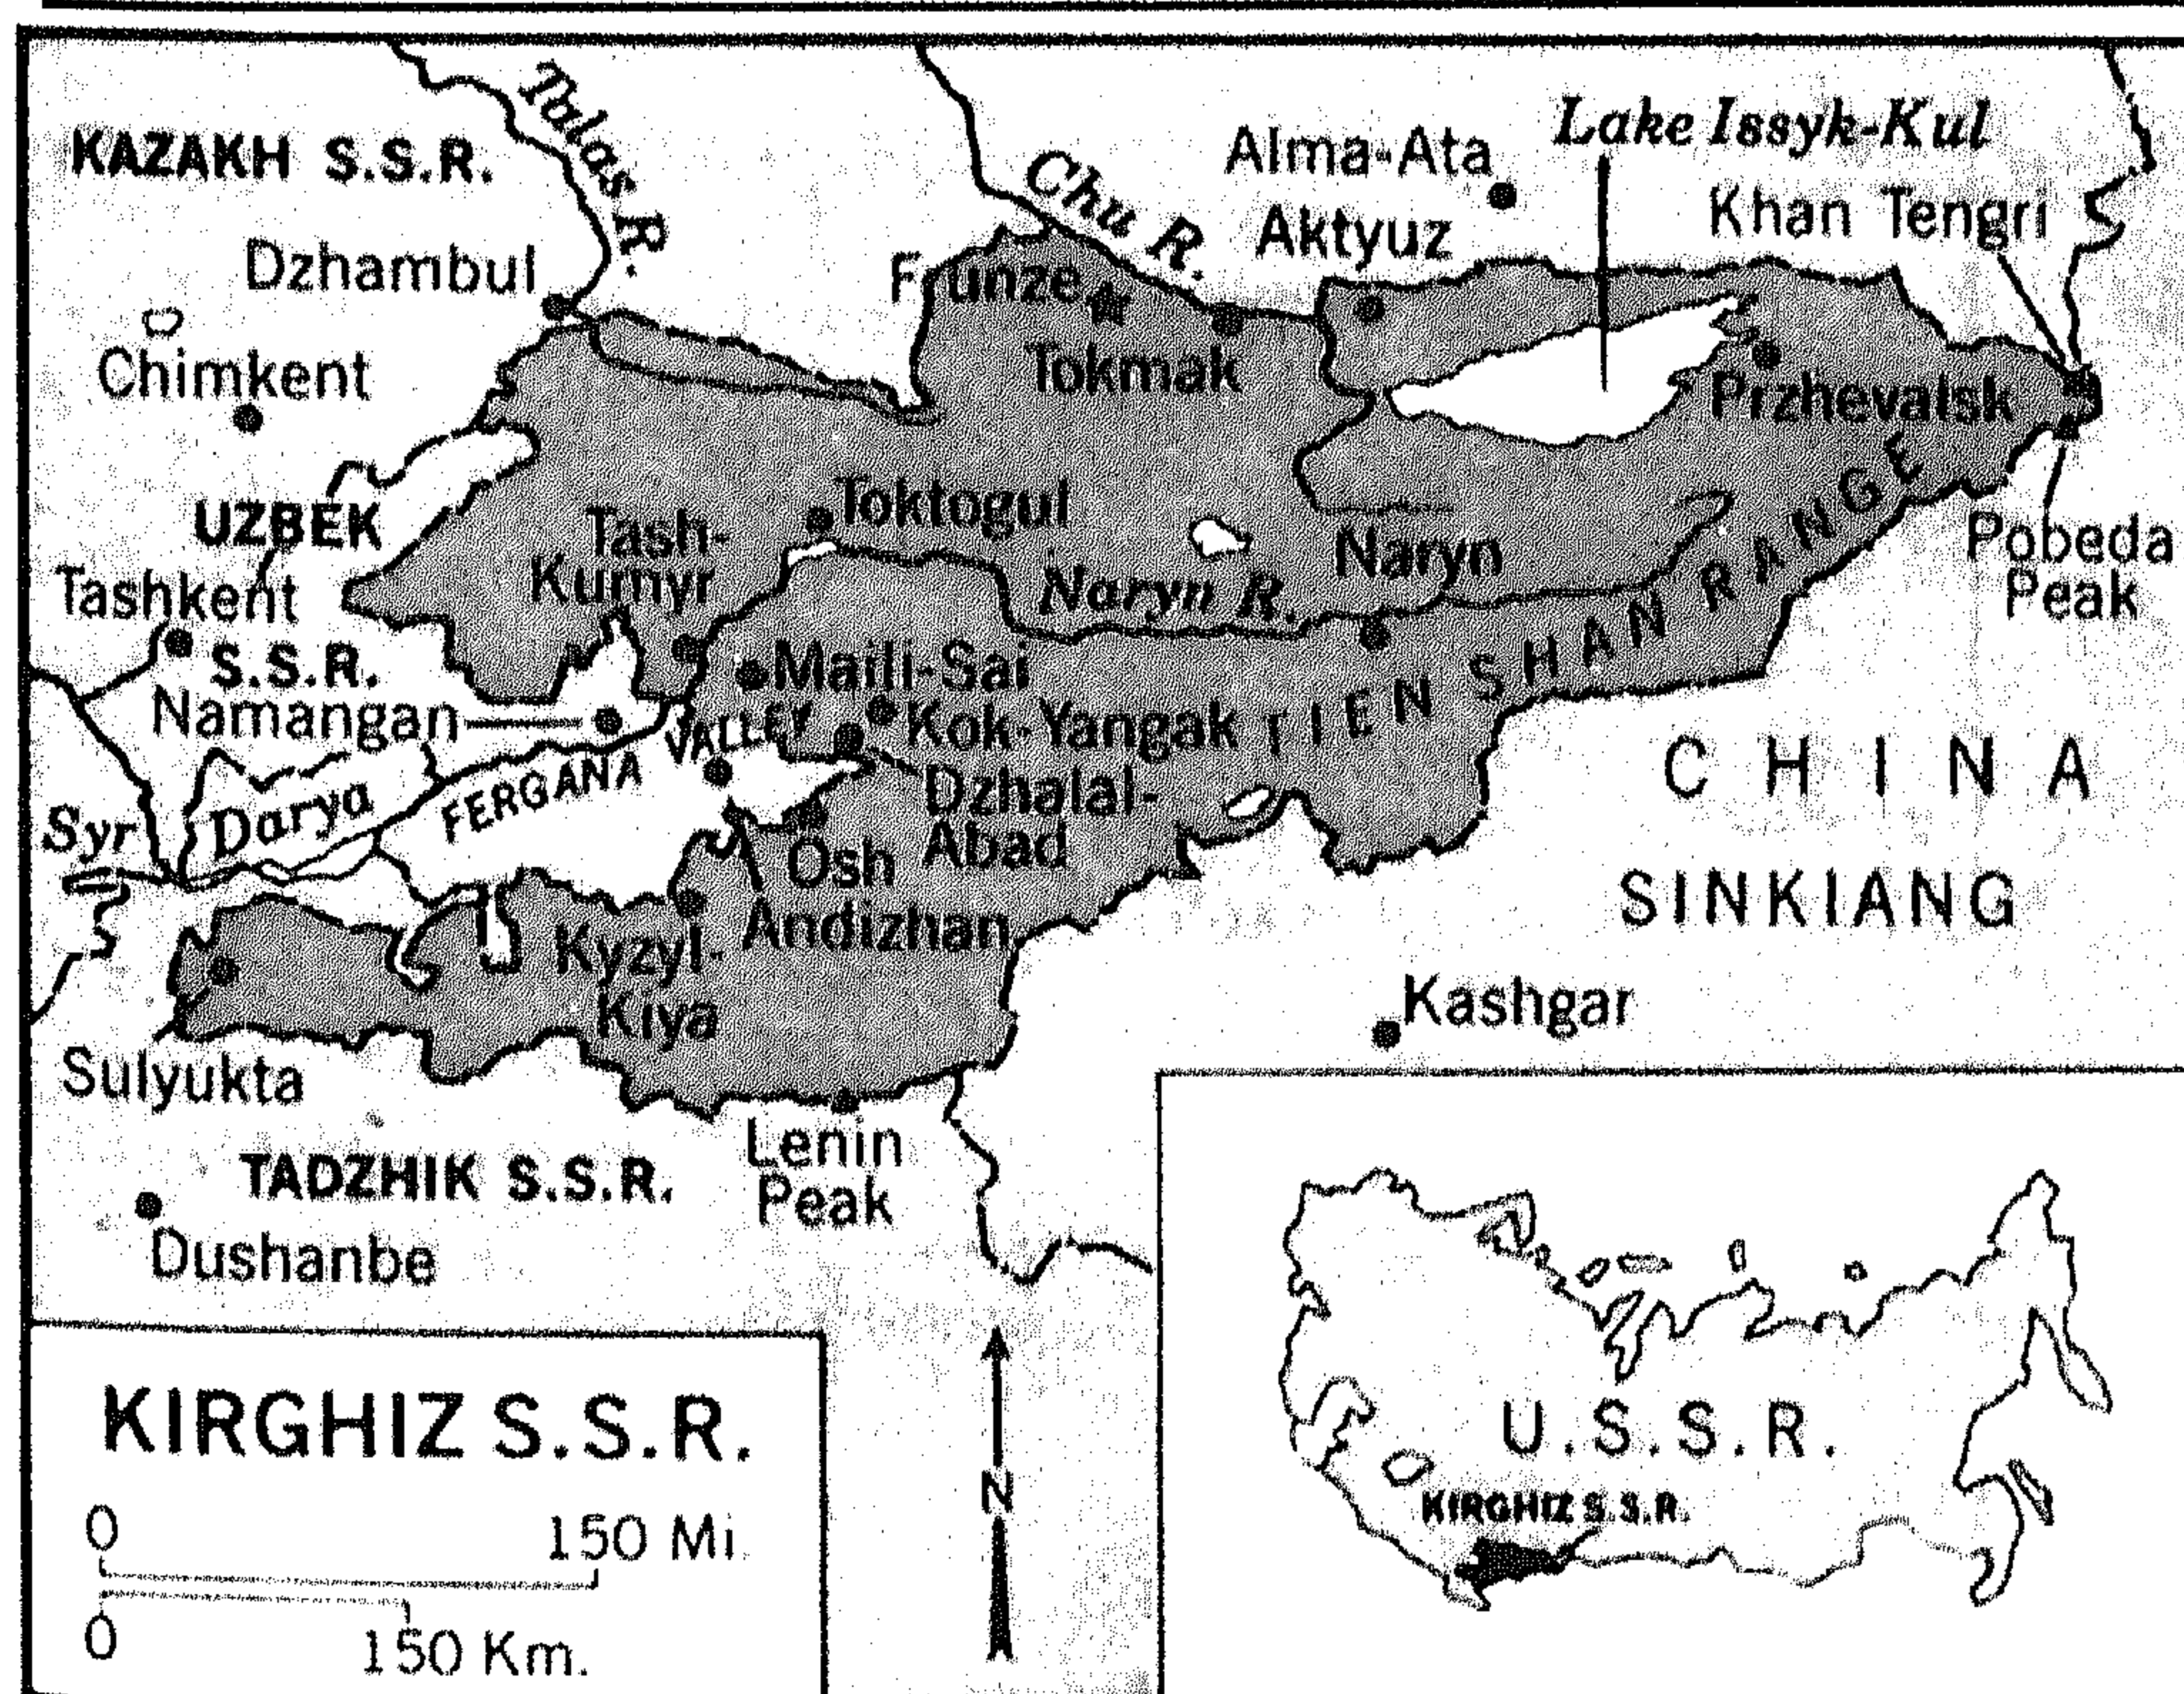 Talas R.
Chu R.
Lake Issyk-Kul
KAZAKH S.S.R.
Alma-Ata
Khan Tengri
Aktyuz
Dzhambul
Frunze
Chimkent
Tokmak
Przhevalsk
UZBEK
S.S.R.
Toktogul
Tash-
Kumyr
Naryn
Naryn R.
Pobeda
Peak
Tashkent
Maili-Sai
TIEN SHAN RANGE
Namangan
Kok-Yangak
FERGANA VALLEY
CHINA
Dzhalal-
Abad
Syr Darya
Osh
SINKIANG
Andizhan
Kyzyl-
Kiya
Kashgar
Sulyukta
Lenin
Peak
TADZHIK S.S.R.
Dushanbe
KIRGHIZ S.S.R.
0 150 Mi.
0 150 Km.
N
U.S.S.R.
KIRGHIZ S.S.R.